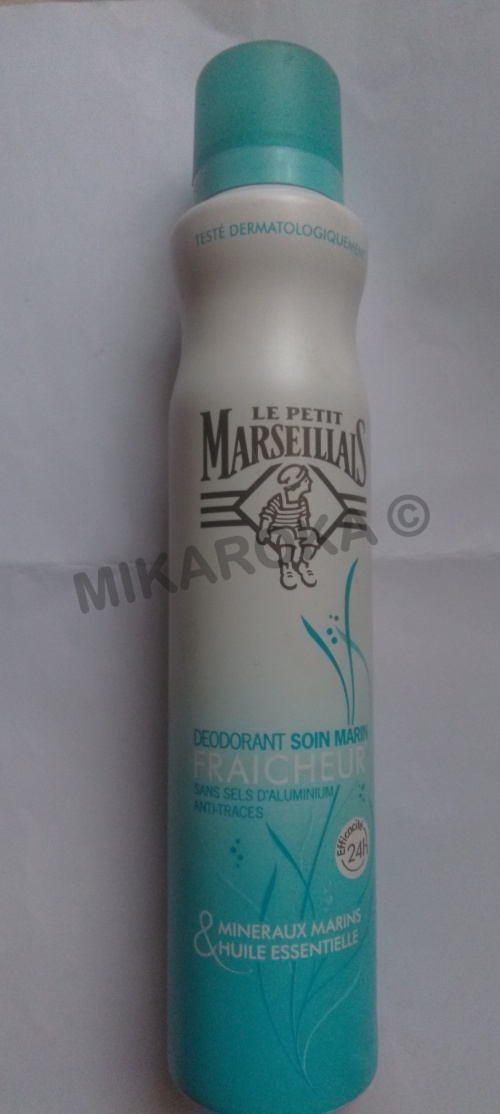 TESTÉ DERMATOLOGIQUEMENT
LE PETIT
MARSEILLAIS
MIKAROXA ©
DEODORANT SOIN MARIN
FRAICHEUR
SANS SELS D'ALUMINIUM
ANTI-TRACES
Efficacité
24h
& MINERAUX MARINS
HUILE ESSENTIELLE